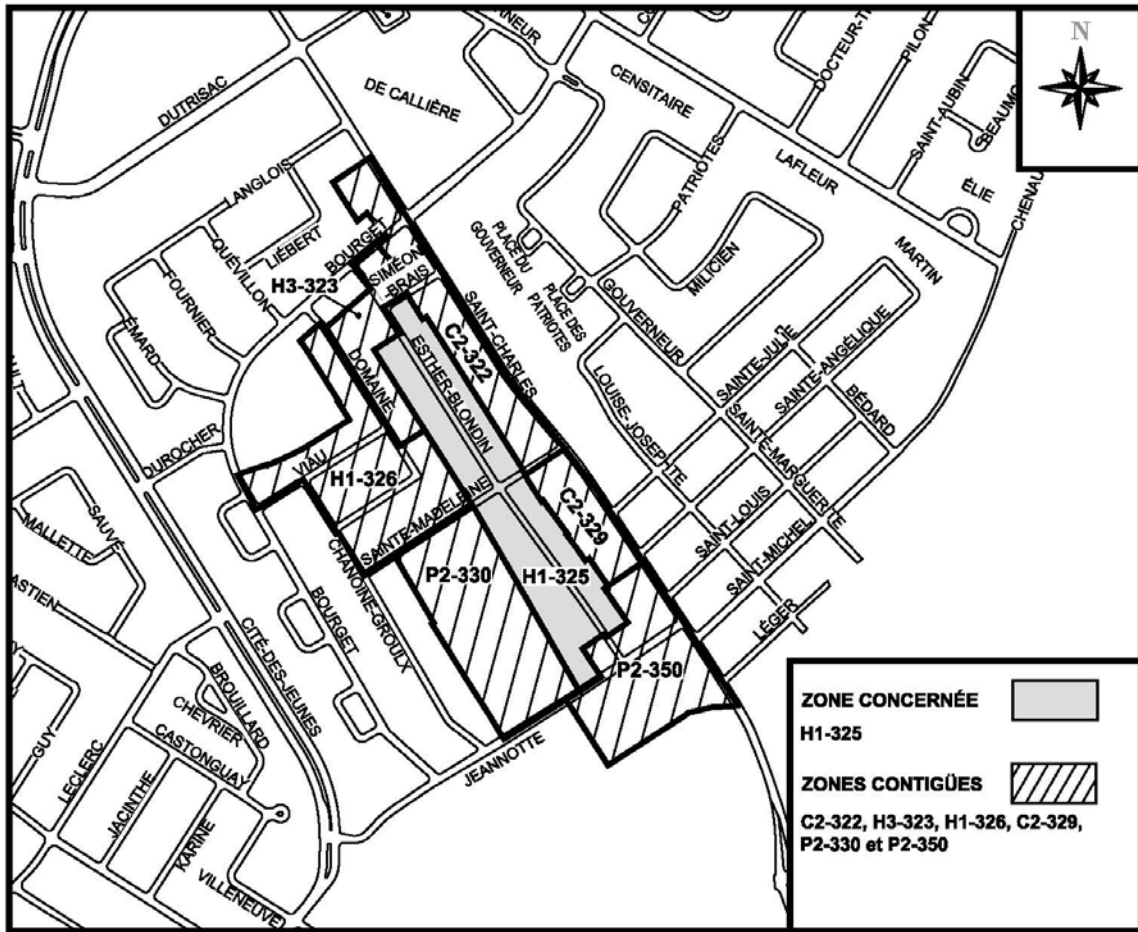 N
DUTRISAC
DE CALLIÈRE
CENSITAIRE
PILON
SAINT-AUBIN
ÉLIE
LAFLEUR
PATRIOTES
MILICIEN
MARTIN
LANGLOIS
LIÉBERT
QUÉVILLON
FOURNIER
ÉMARD
DUROCHER
BOURGET
SIMÉON-
BRAIS
H3-323
PLACE DU
GOUVERNEUR
PLACE DES
PATRIOTES
GOUVERNEUR
SAINT-CHARLES
C2-322
ESTHER-BLONDIN
DOMAINE
LOUISE-JOSEPHTE
SAINTE-JULIE
SAINTE-ANGÉLIQUE
BÉDARD
SAINTE-MARGUERITE
VIAU
H1-326
SAINTE-MADELEINE
C2-329
SAINT-LOUIS
SAINT-MICHEL
LÉGER
P2-330
H1-325
P2-350
CHANOINE-GROULX
BOURGET
CITÉ-DES-JEUNES
SAUVÉ
MALLETTE
BROUILLARD
CHEVRIER
CASTONGUAY
GUY
LECLERC
JACINTHE
KARINE
JEANNOTTE
ZONE CONCERNÉE
H1-325
ZONES CONTIGÜES
C2-322, H3-323, H1-326, C2-329,
P2-330 et P2-350